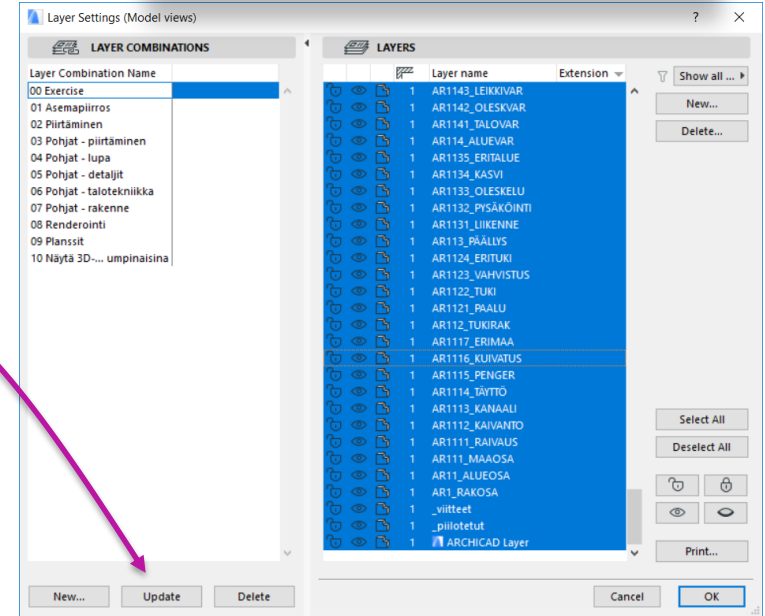 Layer Settings (Model views) ? ×
LAYER COMBINATIONS
Layer Combination Name
00 Exercise
01 Asemapiirros
02 Piirtäminen
03 Pohjat - piirtäminen
04 Pohjat - lupa
05 Pohjat - detaljit
06 Pohjat - talotekniikka
07 Pohjat - rakenne
08 Renderointi
09 Planssit
10 Näytä 3D-... umpinaisina
New... Update Delete
LAYERS
Layer name Extension
1 AR1143_LEIKKIVAR
1 AR1142_OLESKVAR
1 AR1141_TALOVAR
1 AR114_ALUEVAR
1 AR1135_ERITALUE
1 AR1134_KASVI
1 AR1133_OLESKELU
1 AR1132_PYSÄKÖINTI
1 AR1131_LIIKENNE
1 AR113_PÄÄLLYS
1 AR1124_ERITUKI
1 AR1123_VAHVISTUS
1 AR1122_TUKI
1 AR1121_PAALU
1 AR112_TUKIRAK
1 AR1117_ERIMAA
1 AR1116_KUIVATUS
1 AR1115_PENGER
1 AR1114_TÄYTTÖ
1 AR1113_KANAALI
1 AR1112_KAIVANTO
1 AR1111_RAIVAUS
1 AR111_MAAOSA
1 AR11_ALUEOSA
1 AR1_RAKOSA
1 _viitteet
1 _piilotetut
1 ARCHICAD Layer
Show all ...
New...
Delete...
Select All
Deselect All
Print...
Cancel OK